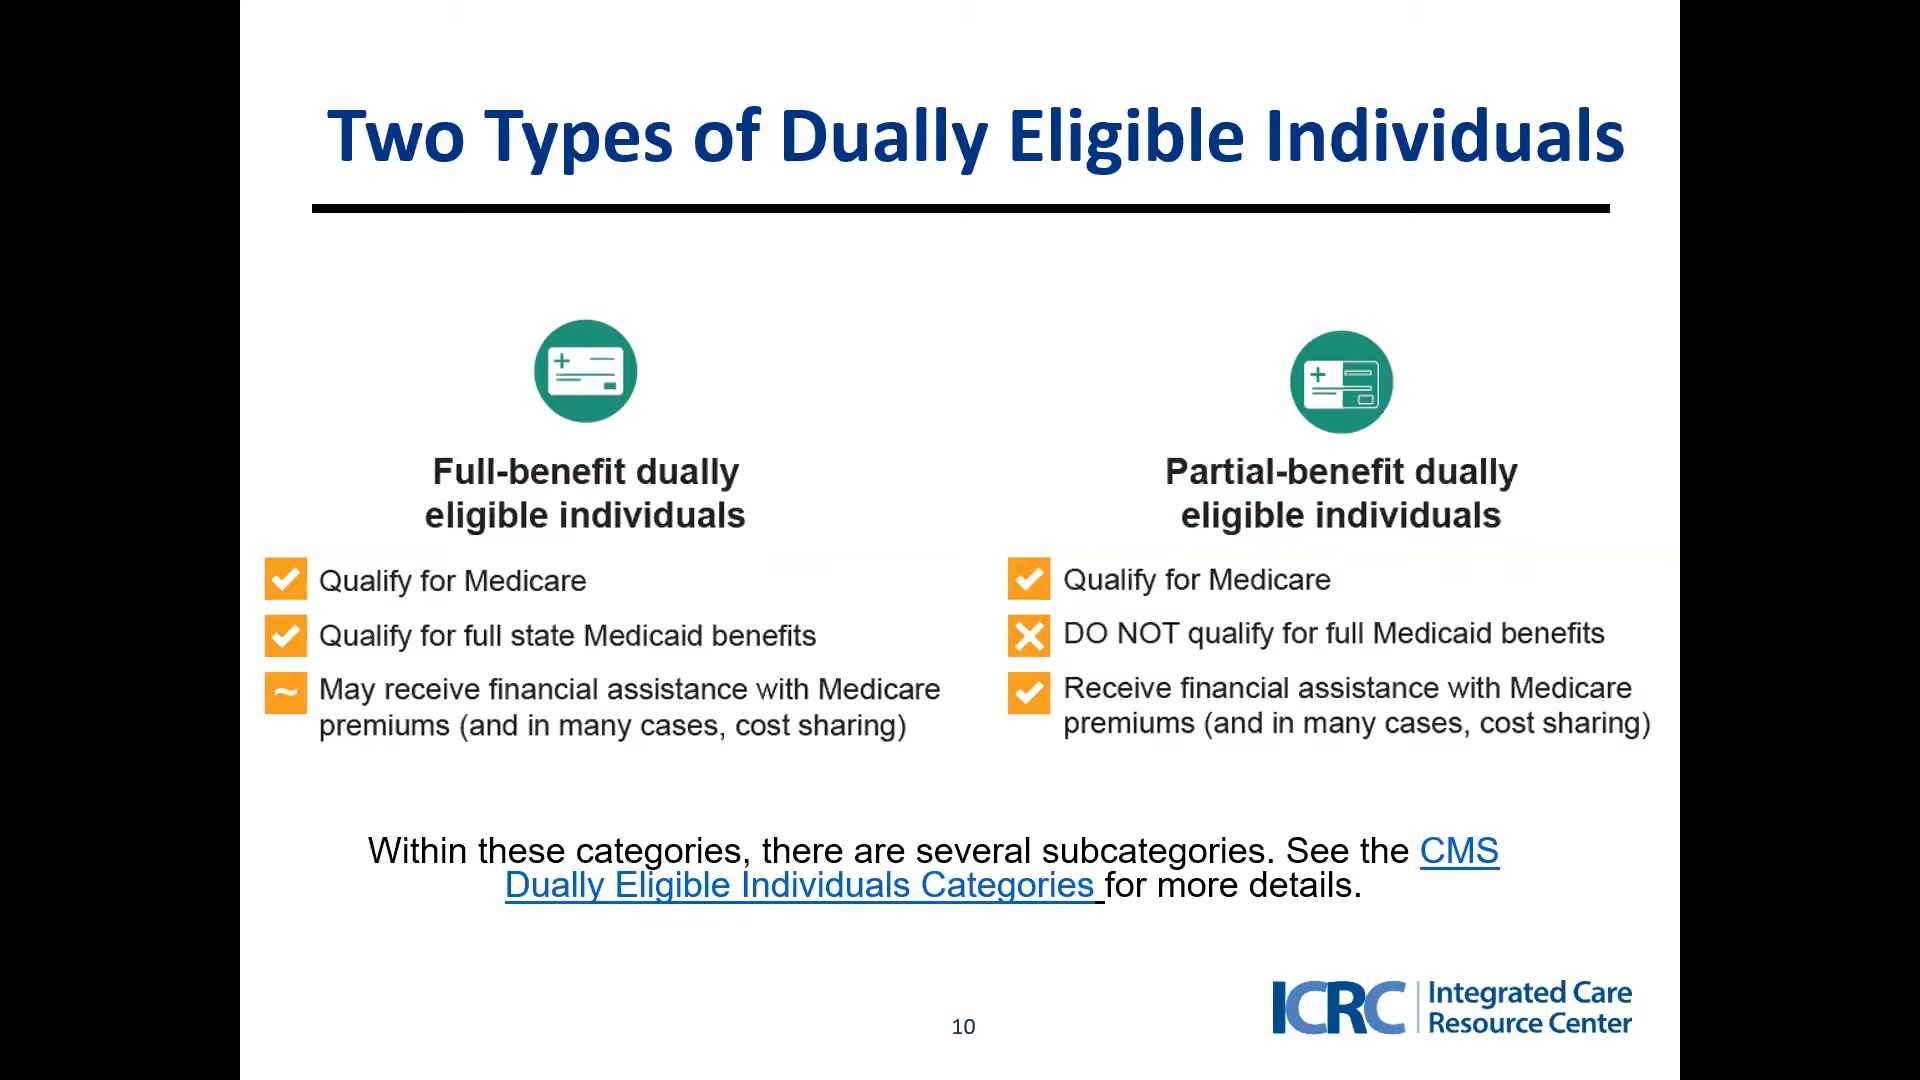 Two Types of Dually Eligible Individuals
Full-benefit dually
eligible individuals
Qualify for Medicare
Qualify for full state Medicaid benefits
~ May receive financial assistance with Medicare
premiums (and in many cases, cost sharing)
Partial-benefit dually
eligible individuals
Qualify for Medicare
DO NOT qualify for full Medicaid benefits
Receive financial assistance with Medicare
premiums (and in many cases, cost sharing)
Within these categories, there are several subcategories. See the CMS
Dually Eligible Individuals Categories for more details.
10
ICRC
Integrated Care
Resource Center